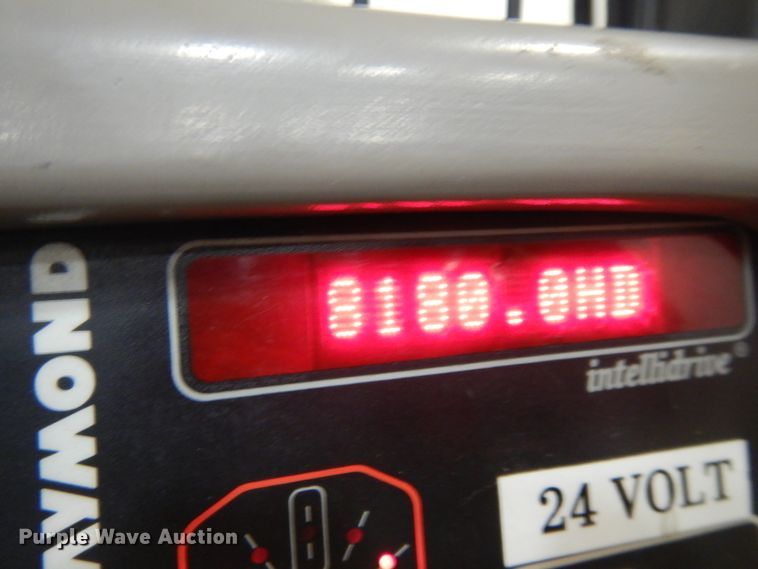 8180.0HD
intellidrive
YMOND
24 VOLT
Purple Wave Auction